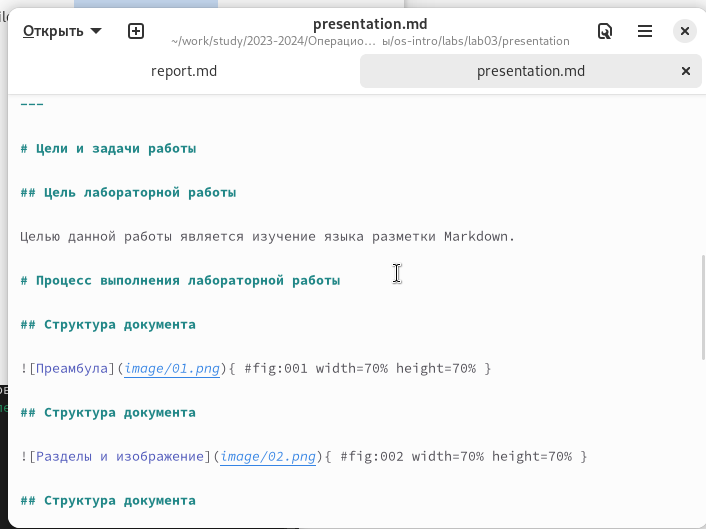 Открыть
presentation.md
~/work/study/2023-2024/Операцио… ы/os-intro/labs/lab03/presentation
report.md
presentation.md
---
# Цели и задачи работы
## Цель лабораторной работы
Целью данной работы является изучение языка разметки Markdown.
# Процесс выполнения лабораторной работы
## Структура документа
![Преамбула](image/01.png){ #fig:001 width=70% height=70% }
## Структура документа
![Разделы и изображение](image/02.png){ #fig:002 width=70% height=70% }
## Структура документа